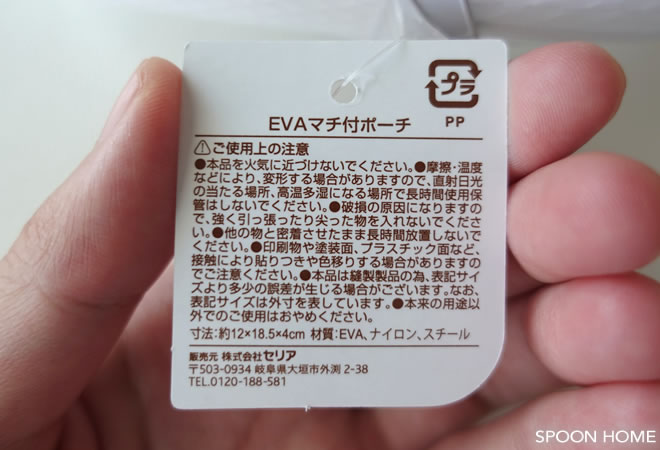 プラ
PP
EVAマチ付ポーチ
⚠ご使用上の注意
●本品を火気に近づけないでください。●摩擦・温度
などにより、変形する場合がありますので、直射日光
の当たる場所、高温多湿になる場所で長時間使用保
管はしないでください。●破損の原因になりますの
で、強く引っ張ったり尖った物を入れないでくださ
い。●他の物と密着させたまま長時間放置しないで
ください。●印刷物や塗装面、プラスチック面など、
接触により貼りつきや色移りする場合がありますの
でご注意ください。●本品は縫製製品の為、表記サイ
ズより多少の誤差が生じる場合がございます。なお、
表記サイズは外寸を表しています。●本来の用途以
外でのご使用はおやめください。
寸法:約12×18.5×4cm 材質:EVA、ナイロン、スチール
販売元 株式会社セリア
〒503-0934 岐阜県大垣市外渕 2-38
TEL.0120-188-581
SPOON HOME